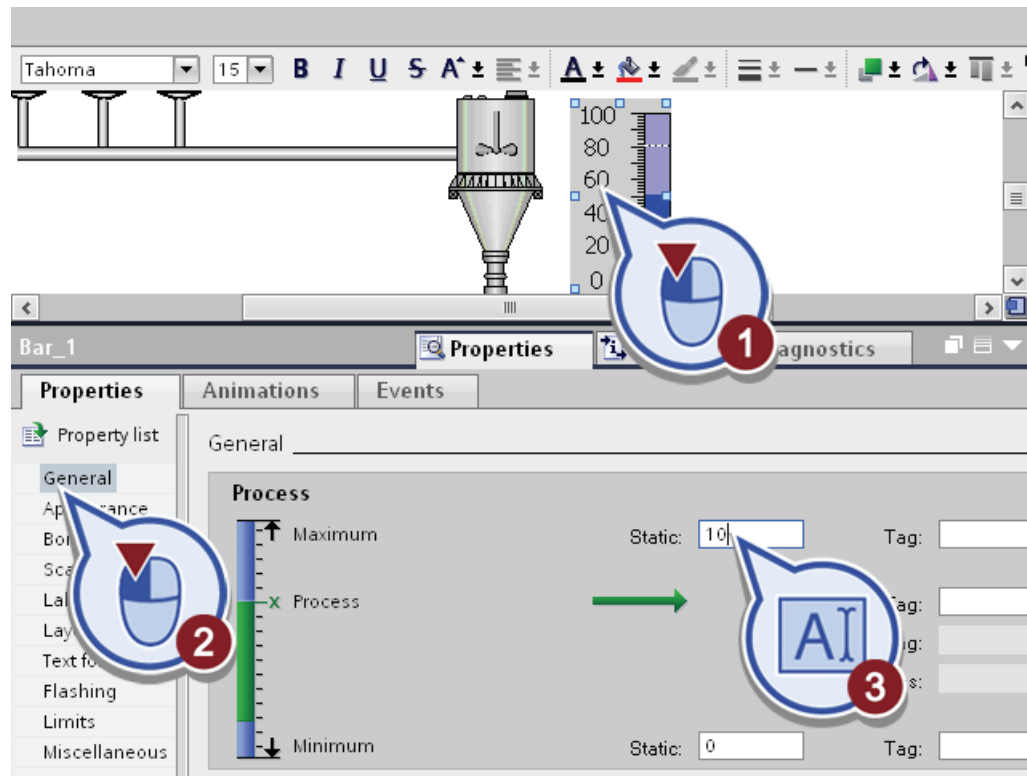 Tahoma 15 B I U S A A
100
80
60
40
20
0
1
Bar_1 Properties agnostics
Properties Animations Events
Property list General
General Process
Maximum Static: 10 Tag:
Process
Text
Flashing
Limits
Miscellaneous
2
A
3
Minimum Static: 0 Tag: